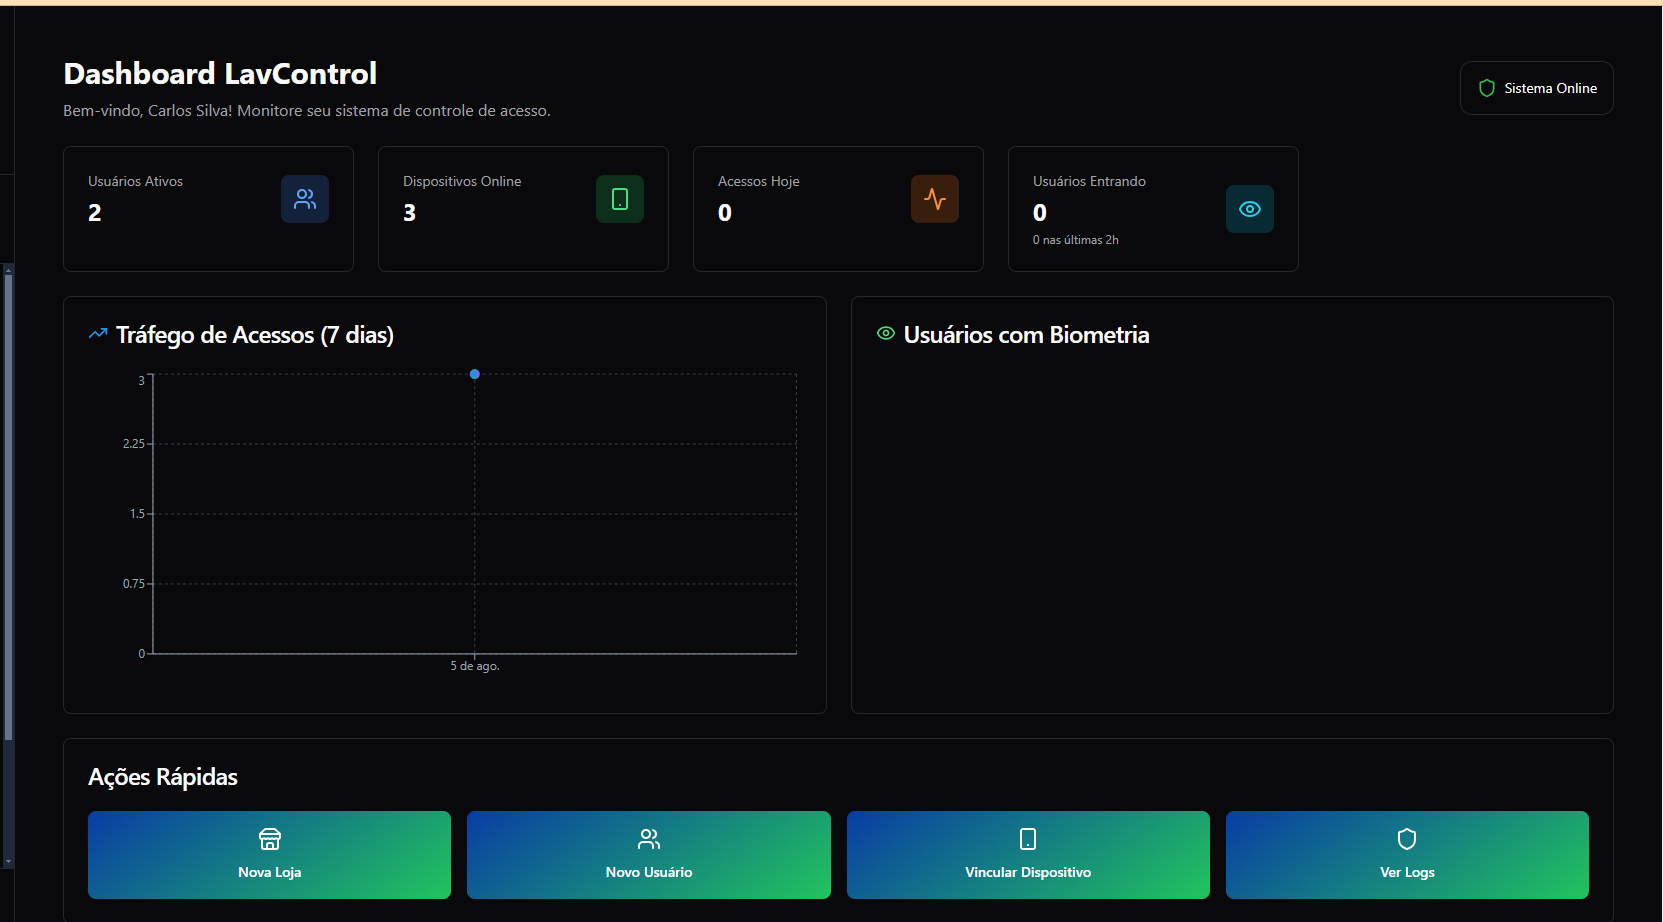 Dashboard LavControl
Bem-vindo, Carlos Silva! Monitore seu sistema de controle de acesso.
Sistema Online
Usuários Ativos
2
Dispositivos Online
3
Acessos Hoje
0
Usuários Entrando
0
0 nas últimas 2h
Tráfego de Acessos (7 dias)
3
2.25
1.5
0.75
0
5 de ago.
Usuários com Biometria
Ações Rápidas
Nova Loja
Novo Usuário
Vincular Dispositivo
Ver Logs